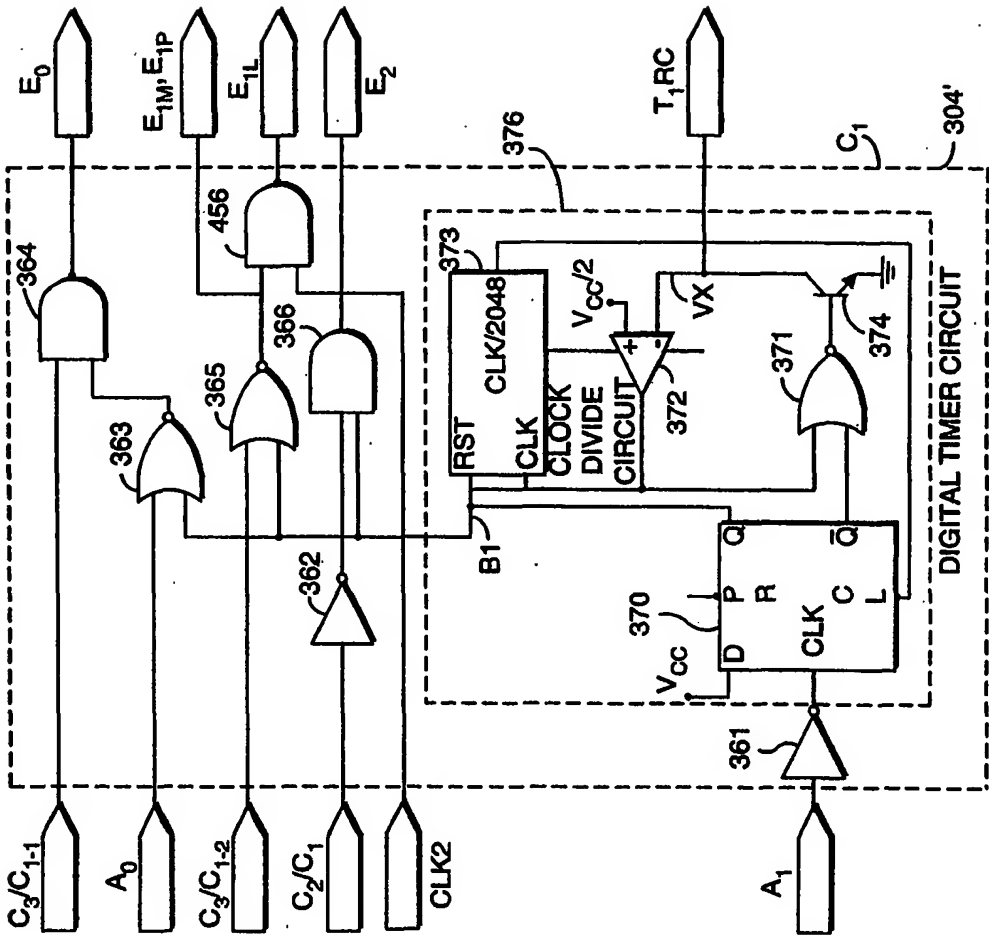 E₀
E₁M, E₁P
E₁L
E₂
T₁RC
364
456
376
C₁
304'
363
365
366
373
362
RST
CLK/2048
CLK
CLOCK
DIVIDE
CIRCUIT
Vcc/2
+
-
372
VX
B1
371
374
370
Vcc
D
P
R
Q
Q̅
CLK
C
L
361
DIGITAL TIMER CIRCUIT
C₃/C₁₋₁
A₀
C₃/C₁₋₂
C₂/C₁
CLK2
A₁